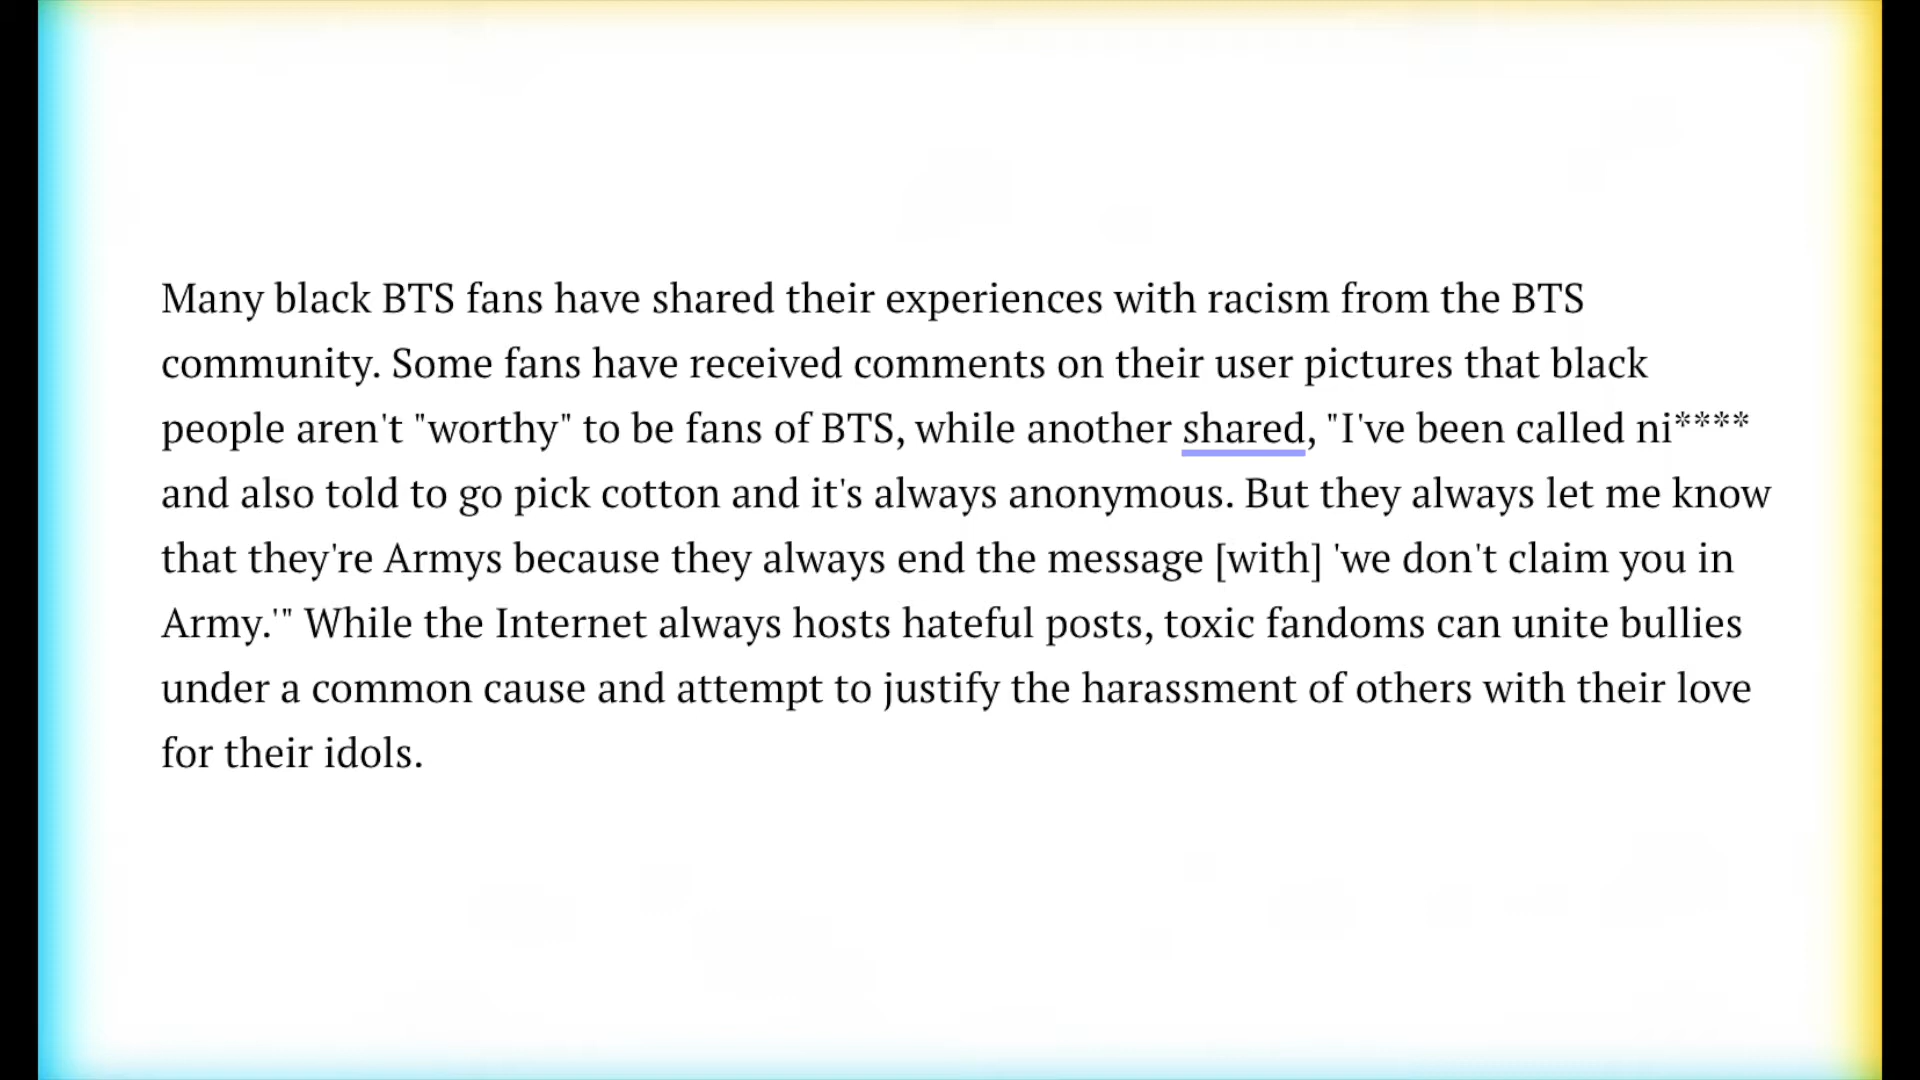 Many black BTS fans have shared their experiences with racism from the BTS
community. Some fans have received comments on their user pictures that black
people aren't "worthy" to be fans of BTS, while another shared, "I've been called ni****
and also told to go pick cotton and it's always anonymous. But they always let me know
that they're Armys because they always end the message [with] 'we don't claim you in
Army.'" While the Internet always hosts hateful posts, toxic fandoms can unite bullies
under a common cause and attempt to justify the harassment of others with their love
for their idols.